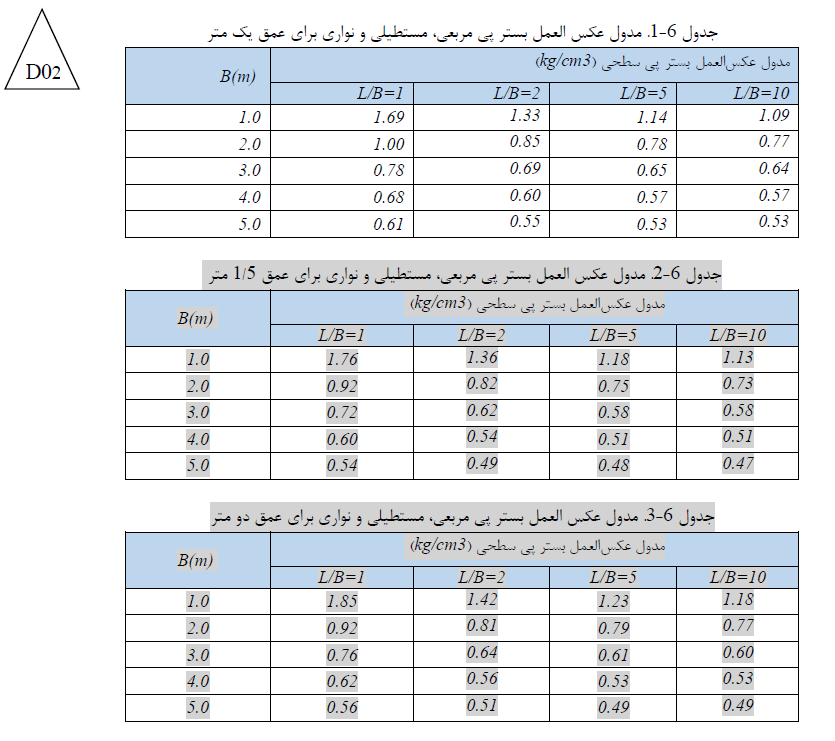 D02
جدول 6-1. مدول عکس العمل بستر پی مربعی، مستطیلی و نواری برای عمق یک متر
B(m) مدول عکس‌العمل بستر پی سطحی (kg/cm3)
L/B=1 L/B=2 L/B=5 L/B=10
1.0 1.69 1.33 1.14 1.09
2.0 1.00 0.85 0.78 0.77
3.0 0.78 0.69 0.65 0.64
4.0 0.68 0.60 0.57 0.57
5.0 0.61 0.55 0.53 0.53
جدول 6-2. مدول عکس العمل بستر پی مربعی، مستطیلی و نواری برای عمق 1/5 متر
B(m) مدول عکس‌العمل بستر پی سطحی (kg/cm3)
L/B=1 L/B=2 L/B=5 L/B=10
1.0 1.76 1.36 1.18 1.13
2.0 0.92 0.82 0.75 0.73
3.0 0.72 0.62 0.58 0.58
4.0 0.60 0.54 0.51 0.51
5.0 0.54 0.49 0.48 0.47
جدول 6-3. مدول عکس العمل بستر پی مربعی، مستطیلی و نواری برای عمق دو متر
B(m) مدول عکس‌العمل بستر پی سطحی (kg/cm3)
L/B=1 L/B=2 L/B=5 L/B=10
1.0 1.85 1.42 1.23 1.18
2.0 0.92 0.81 0.79 0.77
3.0 0.76 0.64 0.61 0.60
4.0 0.62 0.56 0.53 0.53
5.0 0.56 0.51 0.49 0.49